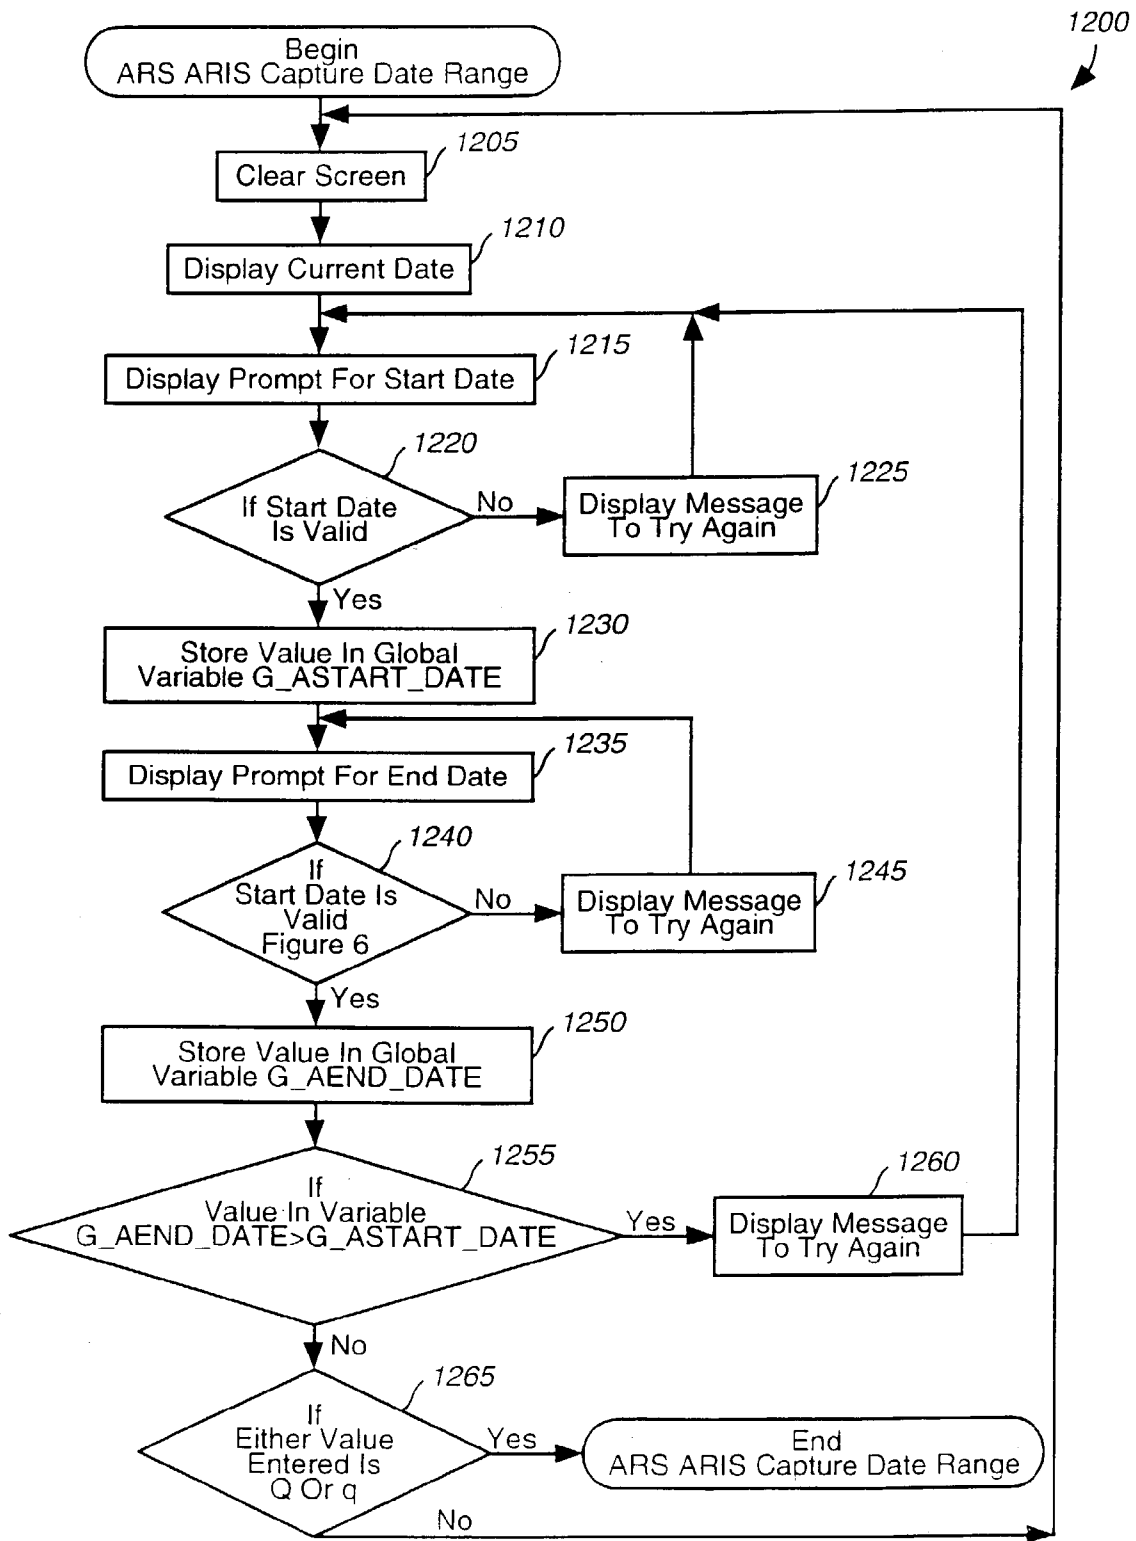 1200
Begin
ARS ARIS Capture Date Range
1205
Clear Screen
1210
Display Current Date
1215
Display Prompt For Start Date
1220
If Start Date
Is Valid
No
1225
Display Message
To Try Again
Yes
1230
Store Value In Global
Variable G_ASTART_DATE
1235
Display Prompt For End Date
1240
If
Start Date Is
Valid
Figure 6
No
1245
Display Message
To Try Again
Yes
1250
Store Value In Global
Variable G_AEND_DATE
1255
If
Value In Variable
G_AEND_DATE>G_ASTART_DATE
Yes
1260
Display Message
To Try Again
No
1265
If
Either Value
Entered Is
Q Or q
Yes
End
ARS ARIS Capture Date Range
No